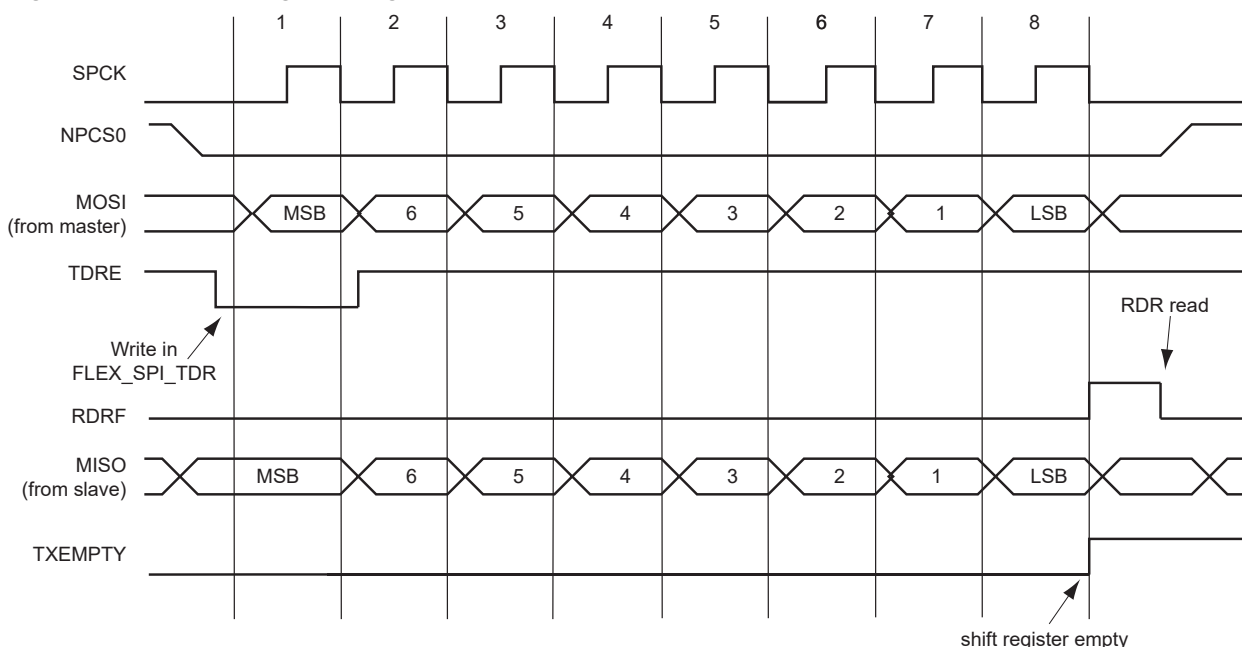 1 2 3 4 5 6 7 8
SPCK
NPCS0
MOSI
(from master)
MSB 6 5 4 3 2 1 LSB
TDRE
RDR read
Write in
FLEX_SPI_TDR
RDRF
MISO
(from slave)
MSB 6 5 4 3 2 1 LSB
TXEMPTY
shift register empty